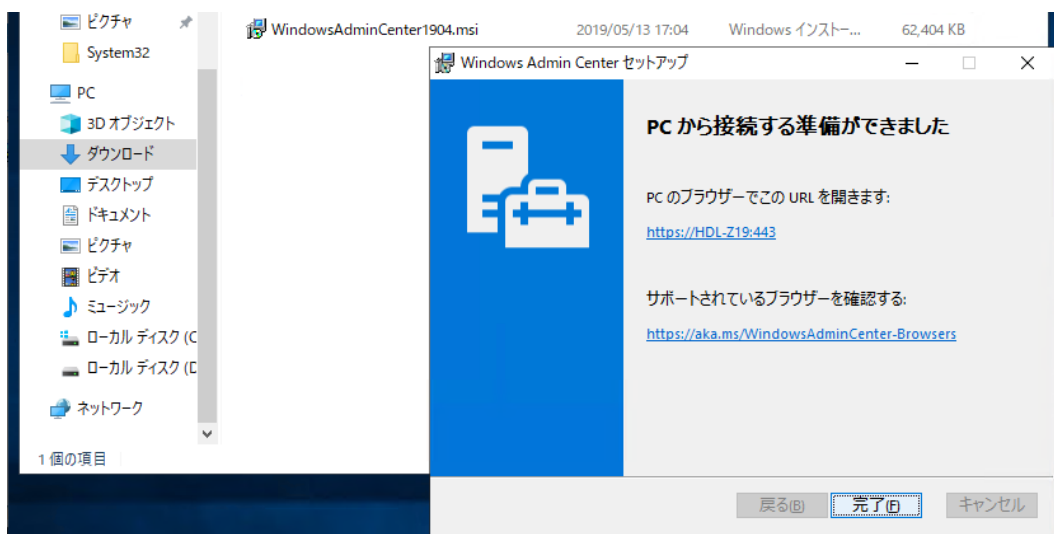 ピクチャ
System32
PC
3D オブジェクト
ダウンロード
デスクトップ
ドキュメント
ピクチャ
ビデオ
ミュージック
ローカル ディスク (C
ローカル ディスク (D
ネットワーク
1 個の項目
WindowsAdminCenter1904.msi 2019/05/13 17:04 Windows インストー... 62,404 KB
Windows Admin Center セットアップ
PC から接続する準備ができました
PC のブラウザーでこの URL を開きます:
https://HDL-Z19:443
サポートされているブラウザーを確認する:
https://aka.ms/WindowsAdminCenter-Browsers
戻る(B) 完了(F) キャンセル